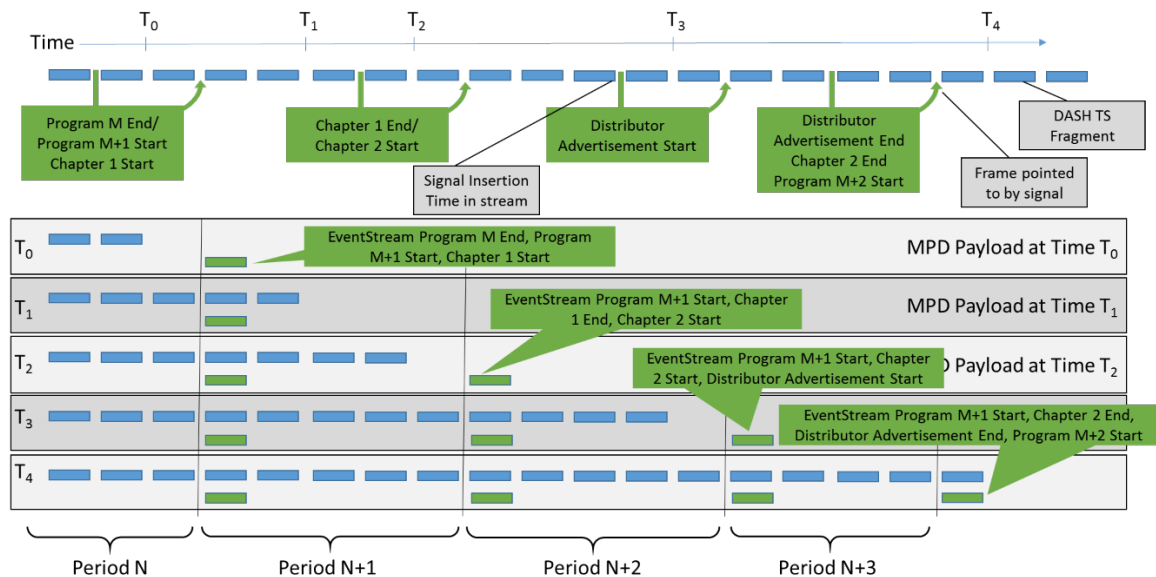 T0 T1 T2 T3 T4
Time
Program M End/
Program M+1 Start
Chapter 1 Start
Chapter 1 End/
Chapter 2 Start
Distributor
Advertisement Start
Distributor
Advertisement End
Chapter 2 End
Program M+2 Start
DASH TS
Fragment
Signal Insertion
Time in stream
Frame pointed
to by signal
T0
EventStream Program M End, Program
M+1 Start, Chapter 1 Start
MPD Payload at Time T0
T1
EventStream Program M+1 Start, Chapter
1 End, Chapter 2 Start
MPD Payload at Time T1
T2
EventStream Program M+1 Start, Chapter
2 Start, Distributor Advertisement Start
D Payload at Time T2
T3
EventStream Program M+1 Start, Chapter 2 End,
Distributor Advertisement End, Program M+2 Start
T4
Period N Period N+1 Period N+2 Period N+3